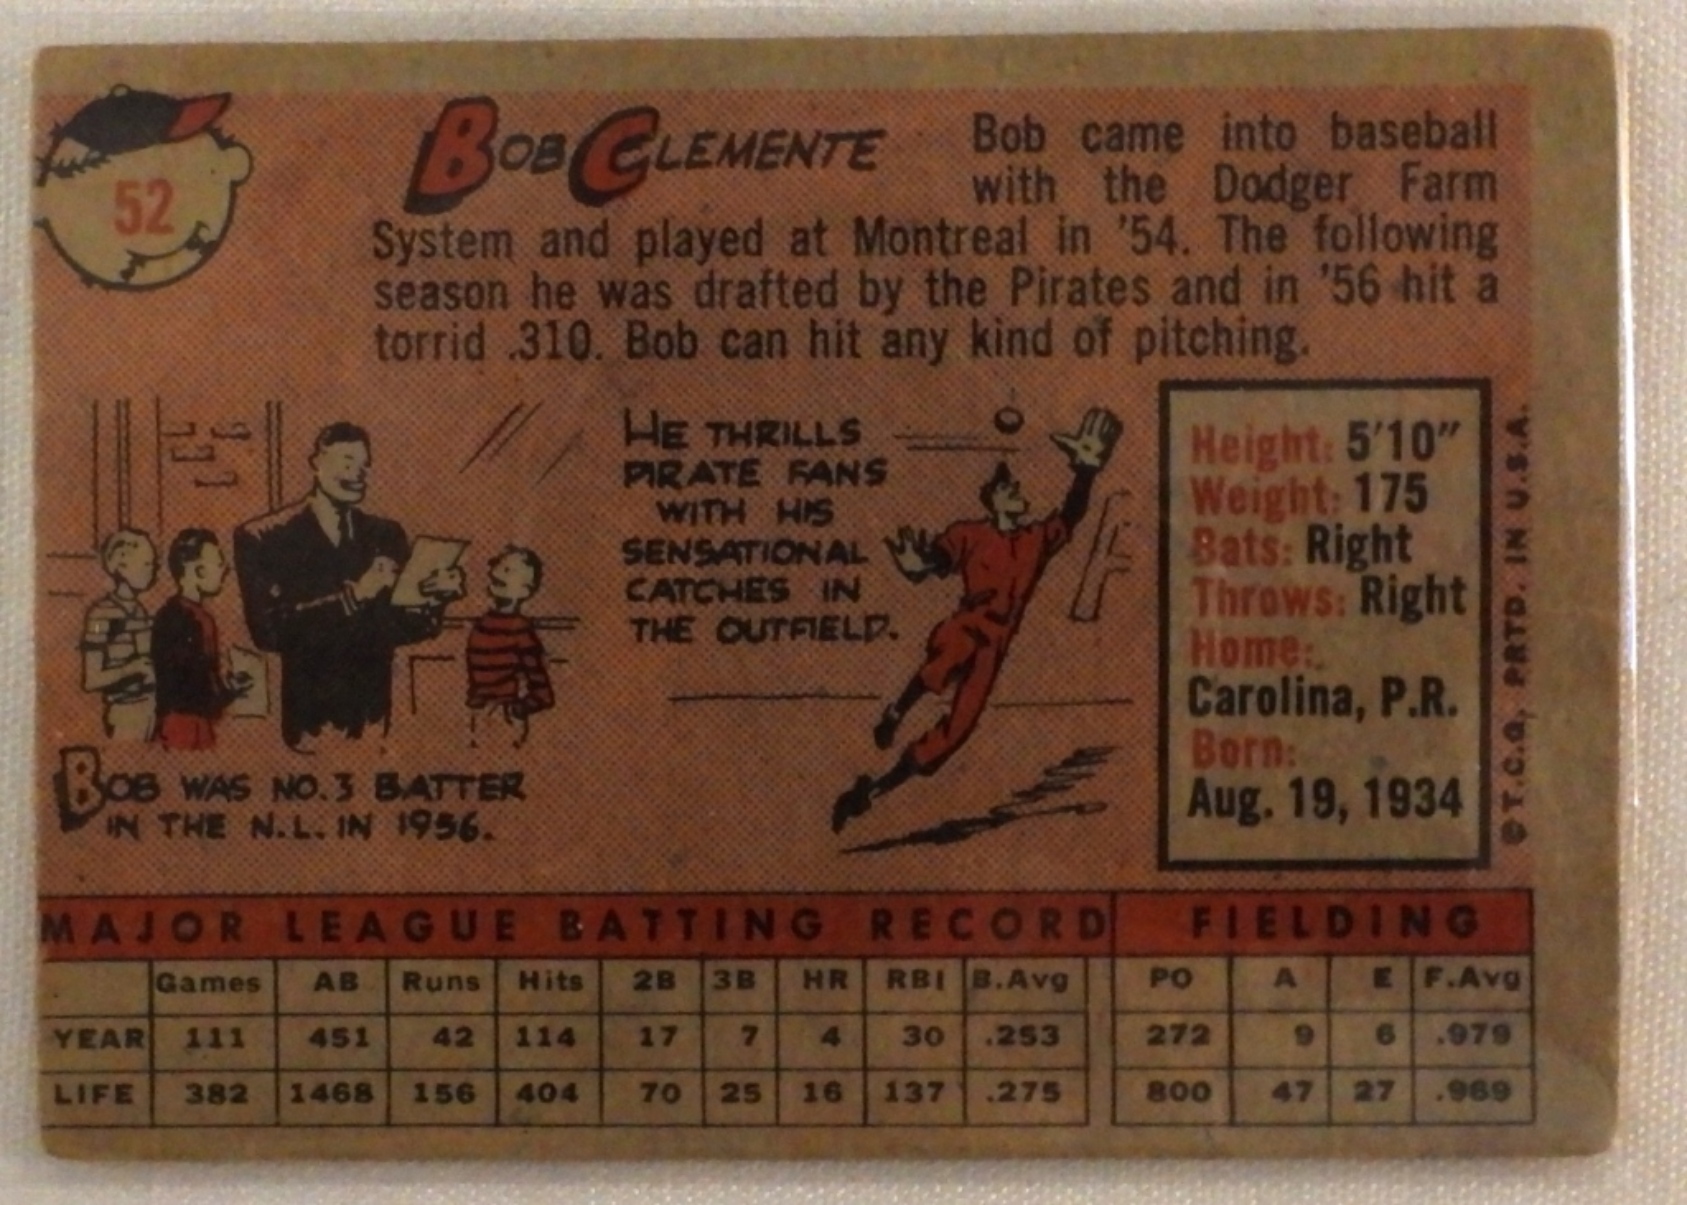 52
BOB CLEMENTE
Bob came into baseball
with the Dodger Farm
System and played at Montreal in '54. The following
season he was drafted by the Pirates and in '56 hit a
torrid .310. Bob can hit any kind of pitching.
BOB WAS NO. 3 BATTER
IN THE N.L. IN 1956.
HE THRILLS
PIRATE FANS
WITH HIS
SENSATIONAL
CATCHES IN
THE OUTFIELD.
Height: 5'10"
Weight: 175
Bats: Right
Throws: Right
Home:
Carolina, P.R.
Born:
Aug. 19, 1934
© T.C.G. PRTD. IN U.S.A.
MAJOR LEAGUE BATTING RECORD FIELDING
Games AB Runs Hits 2B 3B HR RBI B.Avg PO A E F.Avg
YEAR 111 451 42 114 17 7 4 30 .253 272 9 6 .979
LIFE 382 1468 156 404 70 25 16 137 .275 800 47 27 .969